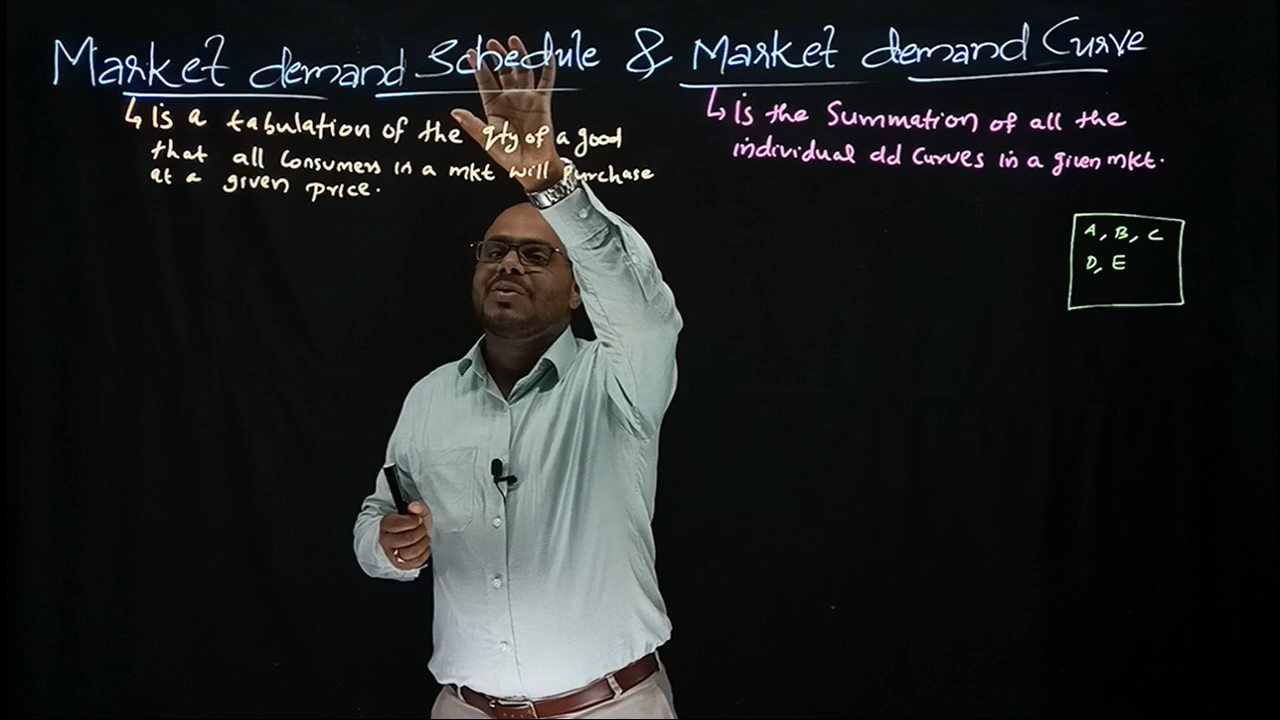 Market demand Schedule & Market demand Curve
↳ Is a tabulation of the qty of a good
that all Consumers in a mkt will Purchase
at a given price.
↳ Is the Summation of all the
individual dd Curves in a given mkt.
A, B, C
D, E